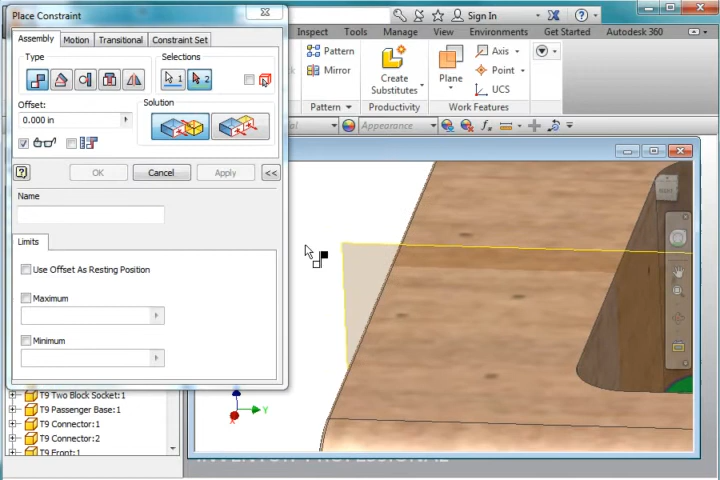 Place Constraint
Sign In
Assembly
Motion
Transitional
Constraint Set
Inspect
Tools
Manage
View
Environments
Get Started
Autodesk 360
Type
Selections
1
2
Offset:
0.000 in
Solution
Pattern
Mirror
Pattern
Create
Substitutes
Productivity
Plane
Axis
Point
UCS
Work Features
Appearance
OK
Cancel
Apply
<<
Name
Limits
Use Offset As Resting Position
Maximum
Minimum
T9 Two Block Socket:1
T9 Passenger Base:1
T9 Connector:1
T9 Connector:2
T9 Front:1
X
Y